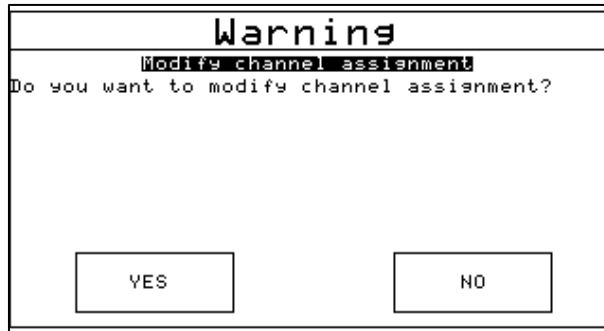 Warning
Modify channel assignment
Do you want to modify channel assignment?
YES NO